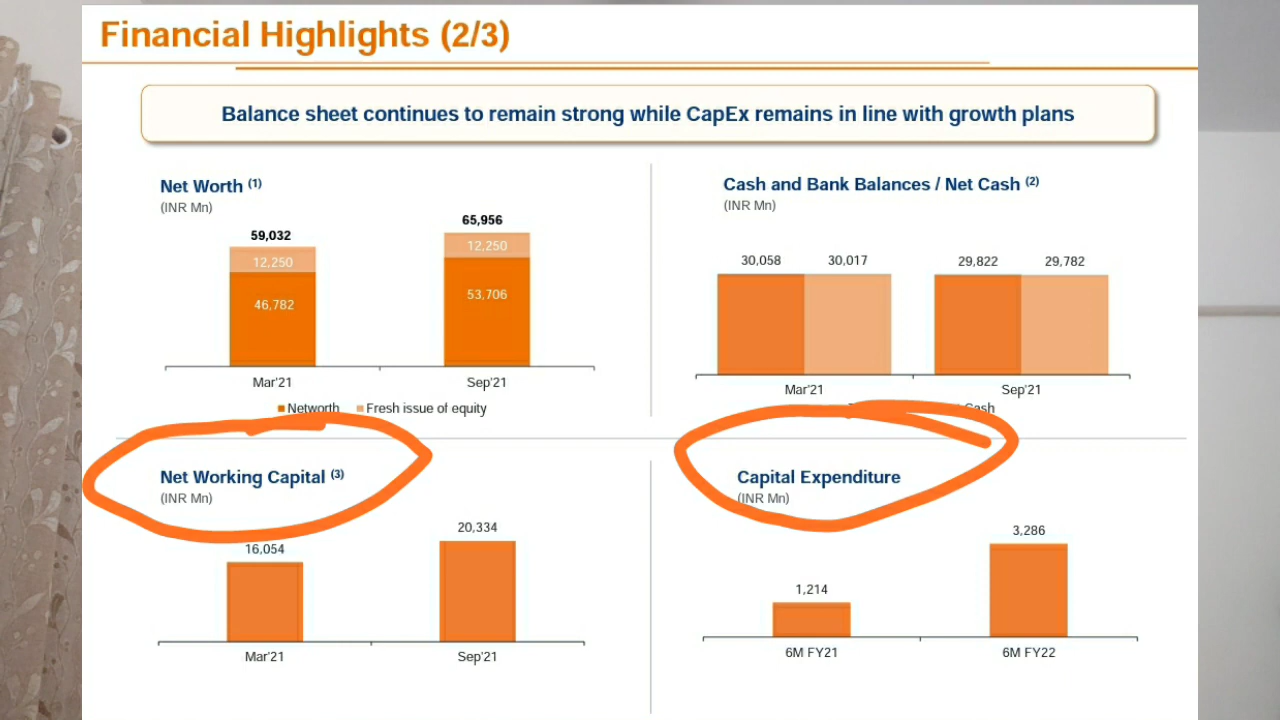 Financial Highlights (2/3)
Balance sheet continues to remain strong while CapEx remains in line with growth plans
Net Worth (1)
(INR Mn)
59,032
12,250
46,782
65,956
12,250
53,706
Mar'21
Sep'21
Networth
Fresh issue of equity
Cash and Bank Balances / Net Cash (2)
(INR Mn)
30,058
30,017
29,822
29,782
Mar'21
Sep'21
Cash
Net Working Capital (3)
(INR Mn)
16,054
20,334
Mar'21
Sep'21
Capital Expenditure
(INR Mn)
1,214
3,286
6M FY21
6M FY22